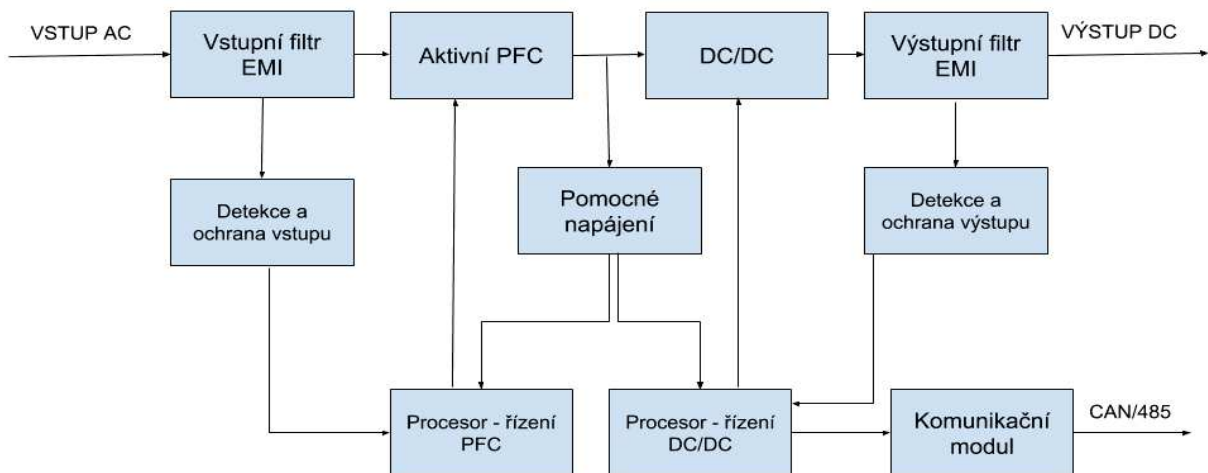 VSTUP AC
Vstupní filtr
EMI
Aktivní PFC
DC/DC
Výstupní filtr
EMI
VÝSTUP DC
Detekce a
ochrana vstupu
Pomocné
napájení
Detekce a
ochrana výstupu
Procesor - řízení
PFC
Procesor - řízení
DC/DC
Komunikační
modul
CAN/485